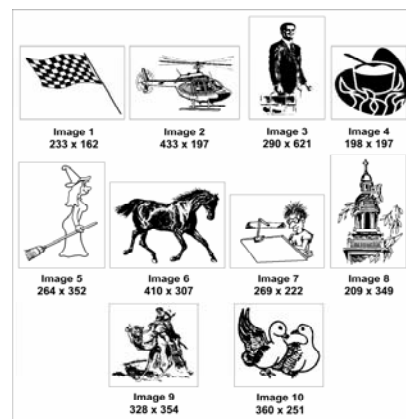 Image 1
233 x 162
Image 2
433 x 197
Image 3
290 x 621
Image 4
198 x 197
Image 5
264 x 352
Image 6
410 x 307
Image 7
269 x 222
Image 8
209 x 349
Image 9
328 x 354
Image 10
360 x 251